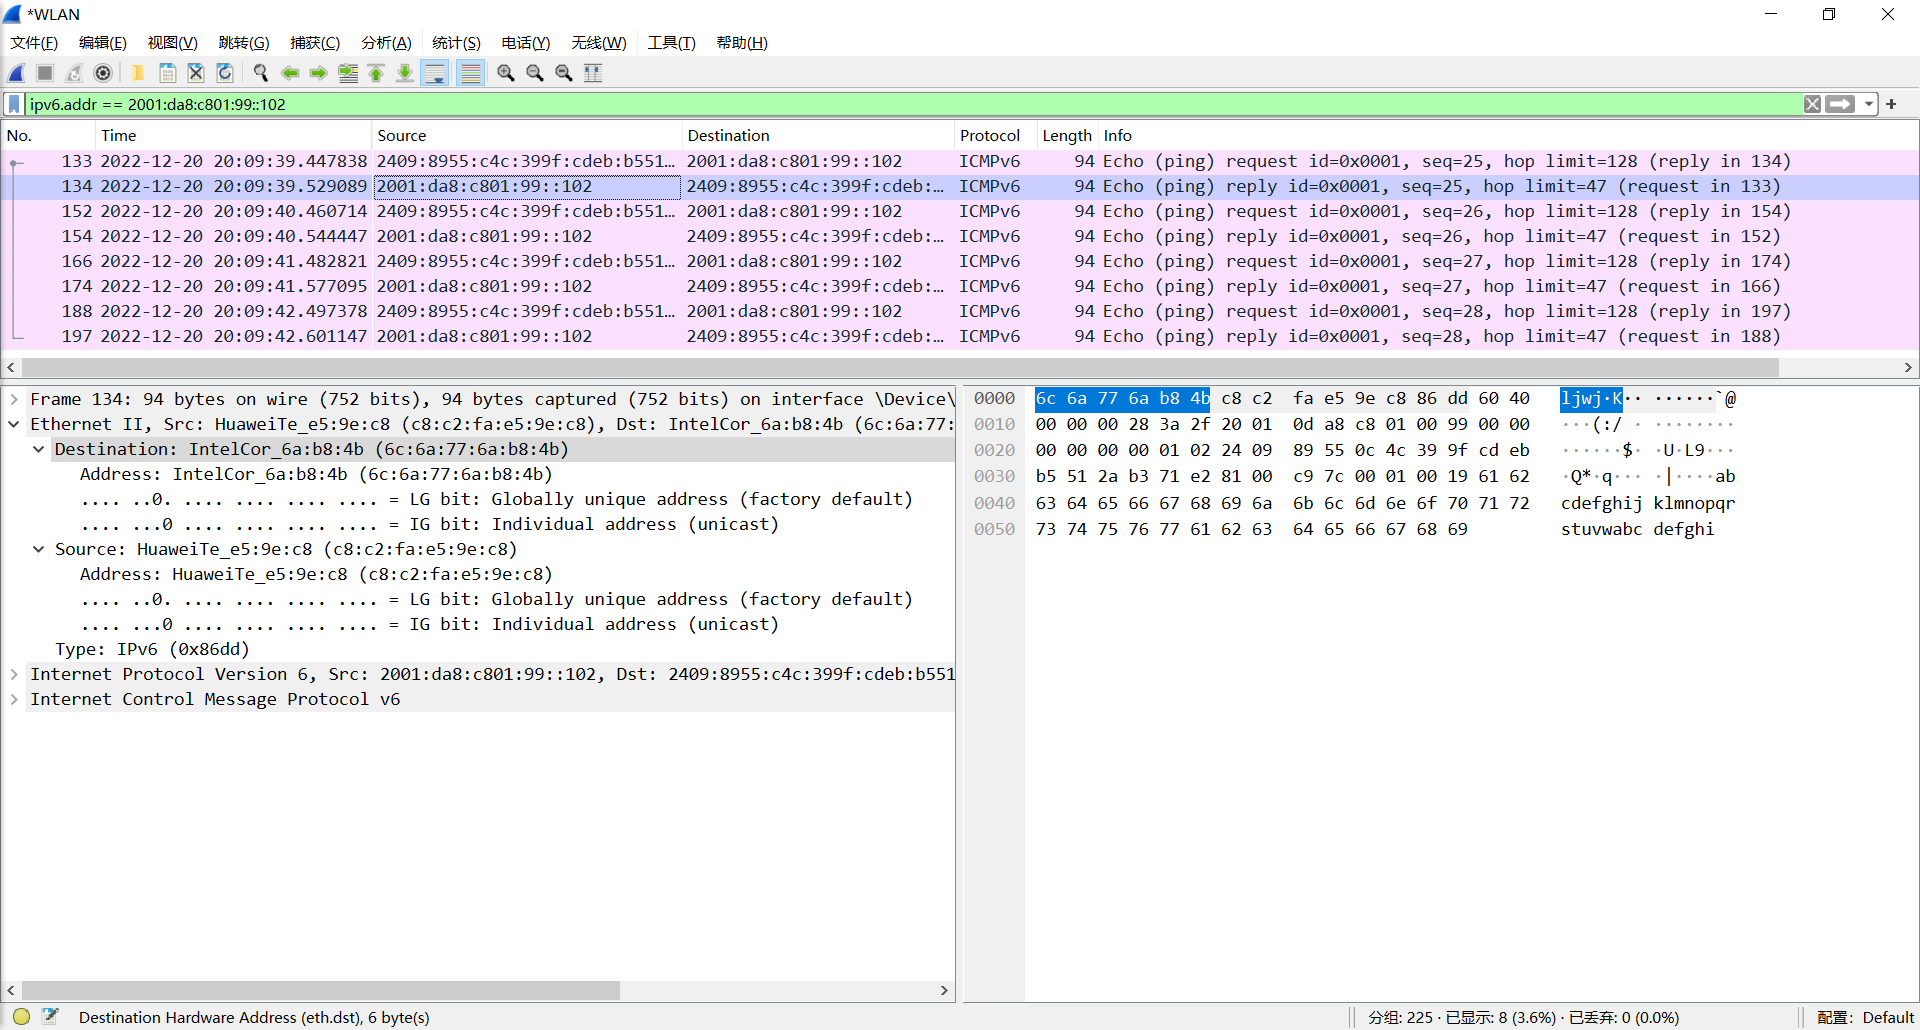 *WLAN
文件(F) 编辑(E) 视图(V) 跳转(G) 捕获(C) 分析(A) 统计(S) 电话(Y) 无线(W) 工具(T) 帮助(H)
ipv6.addr == 2001:da8:c801:99::102
No. Time Source Destination Protocol Length Info
133 2022-12-20 20:09:39.447838 2409:8955:c4c:399f:cdeb:b551… 2001:da8:c801:99::102 ICMPv6 94 Echo (ping) request id=0x0001, seq=25, hop limit=128 (reply in 134)
134 2022-12-20 20:09:39.529089 2001:da8:c801:99::102 2409:8955:c4c:399f:cdeb:… ICMPv6 94 Echo (ping) reply id=0x0001, seq=25, hop limit=47 (request in 133)
152 2022-12-20 20:09:40.460714 2409:8955:c4c:399f:cdeb:b551… 2001:da8:c801:99::102 ICMPv6 94 Echo (ping) request id=0x0001, seq=26, hop limit=128 (reply in 154)
154 2022-12-20 20:09:40.544447 2001:da8:c801:99::102 2409:8955:c4c:399f:cdeb:… ICMPv6 94 Echo (ping) reply id=0x0001, seq=26, hop limit=47 (request in 152)
166 2022-12-20 20:09:41.482821 2409:8955:c4c:399f:cdeb:b551… 2001:da8:c801:99::102 ICMPv6 94 Echo (ping) request id=0x0001, seq=27, hop limit=128 (reply in 174)
174 2022-12-20 20:09:41.577095 2001:da8:c801:99::102 2409:8955:c4c:399f:cdeb:… ICMPv6 94 Echo (ping) reply id=0x0001, seq=27, hop limit=47 (request in 166)
188 2022-12-20 20:09:42.497378 2409:8955:c4c:399f:cdeb:b551… 2001:da8:c801:99::102 ICMPv6 94 Echo (ping) request id=0x0001, seq=28, hop limit=128 (reply in 197)
197 2022-12-20 20:09:42.601147 2001:da8:c801:99::102 2409:8955:c4c:399f:cdeb:… ICMPv6 94 Echo (ping) reply id=0x0001, seq=28, hop limit=47 (request in 188)
Frame 134: 94 bytes on wire (752 bits), 94 bytes captured (752 bits) on interface \Device\
Ethernet II, Src: HuaweiTe_e5:9e:c8 (c8:c2:fa:e5:9e:c8), Dst: IntelCor_6a:b8:4b (6c:6a:77:
Destination: IntelCor_6a:b8:4b (6c:6a:77:6a:b8:4b)
Address: IntelCor_6a:b8:4b (6c:6a:77:6a:b8:4b)
.... ..0. .... .... .... .... = LG bit: Globally unique address (factory default)
.... ...0 .... .... .... .... = IG bit: Individual address (unicast)
Source: HuaweiTe_e5:9e:c8 (c8:c2:fa:e5:9e:c8)
Address: HuaweiTe_e5:9e:c8 (c8:c2:fa:e5:9e:c8)
.... ..0. .... .... .... .... = LG bit: Globally unique address (factory default)
.... ...0 .... .... .... .... = IG bit: Individual address (unicast)
Type: IPv6 (0x86dd)
Internet Protocol Version 6, Src: 2001:da8:c801:99::102, Dst: 2409:8955:c4c:399f:cdeb:b551
Internet Control Message Protocol v6
0000 6c 6a 77 6a b8 4b c8 c2 fa e5 9e c8 86 dd 60 40 ljwj·K·· ······`@
0010 00 00 00 28 3a 2f 20 01 0d a8 c8 01 00 99 00 00 ···(:/ · ········
0020 00 00 00 00 01 02 24 09 89 55 0c 4c 39 9f cd eb ······$· ·U·L9···
0030 b5 51 2a b3 71 e2 81 00 c9 7c 00 01 00 19 61 62 ·Q*·q··· ·|····ab
0040 63 64 65 66 67 68 69 6a 6b 6c 6d 6e 6f 70 71 72 cdefghij klmnopqr
0050 73 74 75 76 77 61 62 63 64 65 66 67 68 69 stuvwabc defghi
Destination Hardware Address (eth.dst), 6 byte(s) 分组: 225 · 已显示: 8 (3.6%) · 已丢弃: 0 (0.0%) 配置: Default